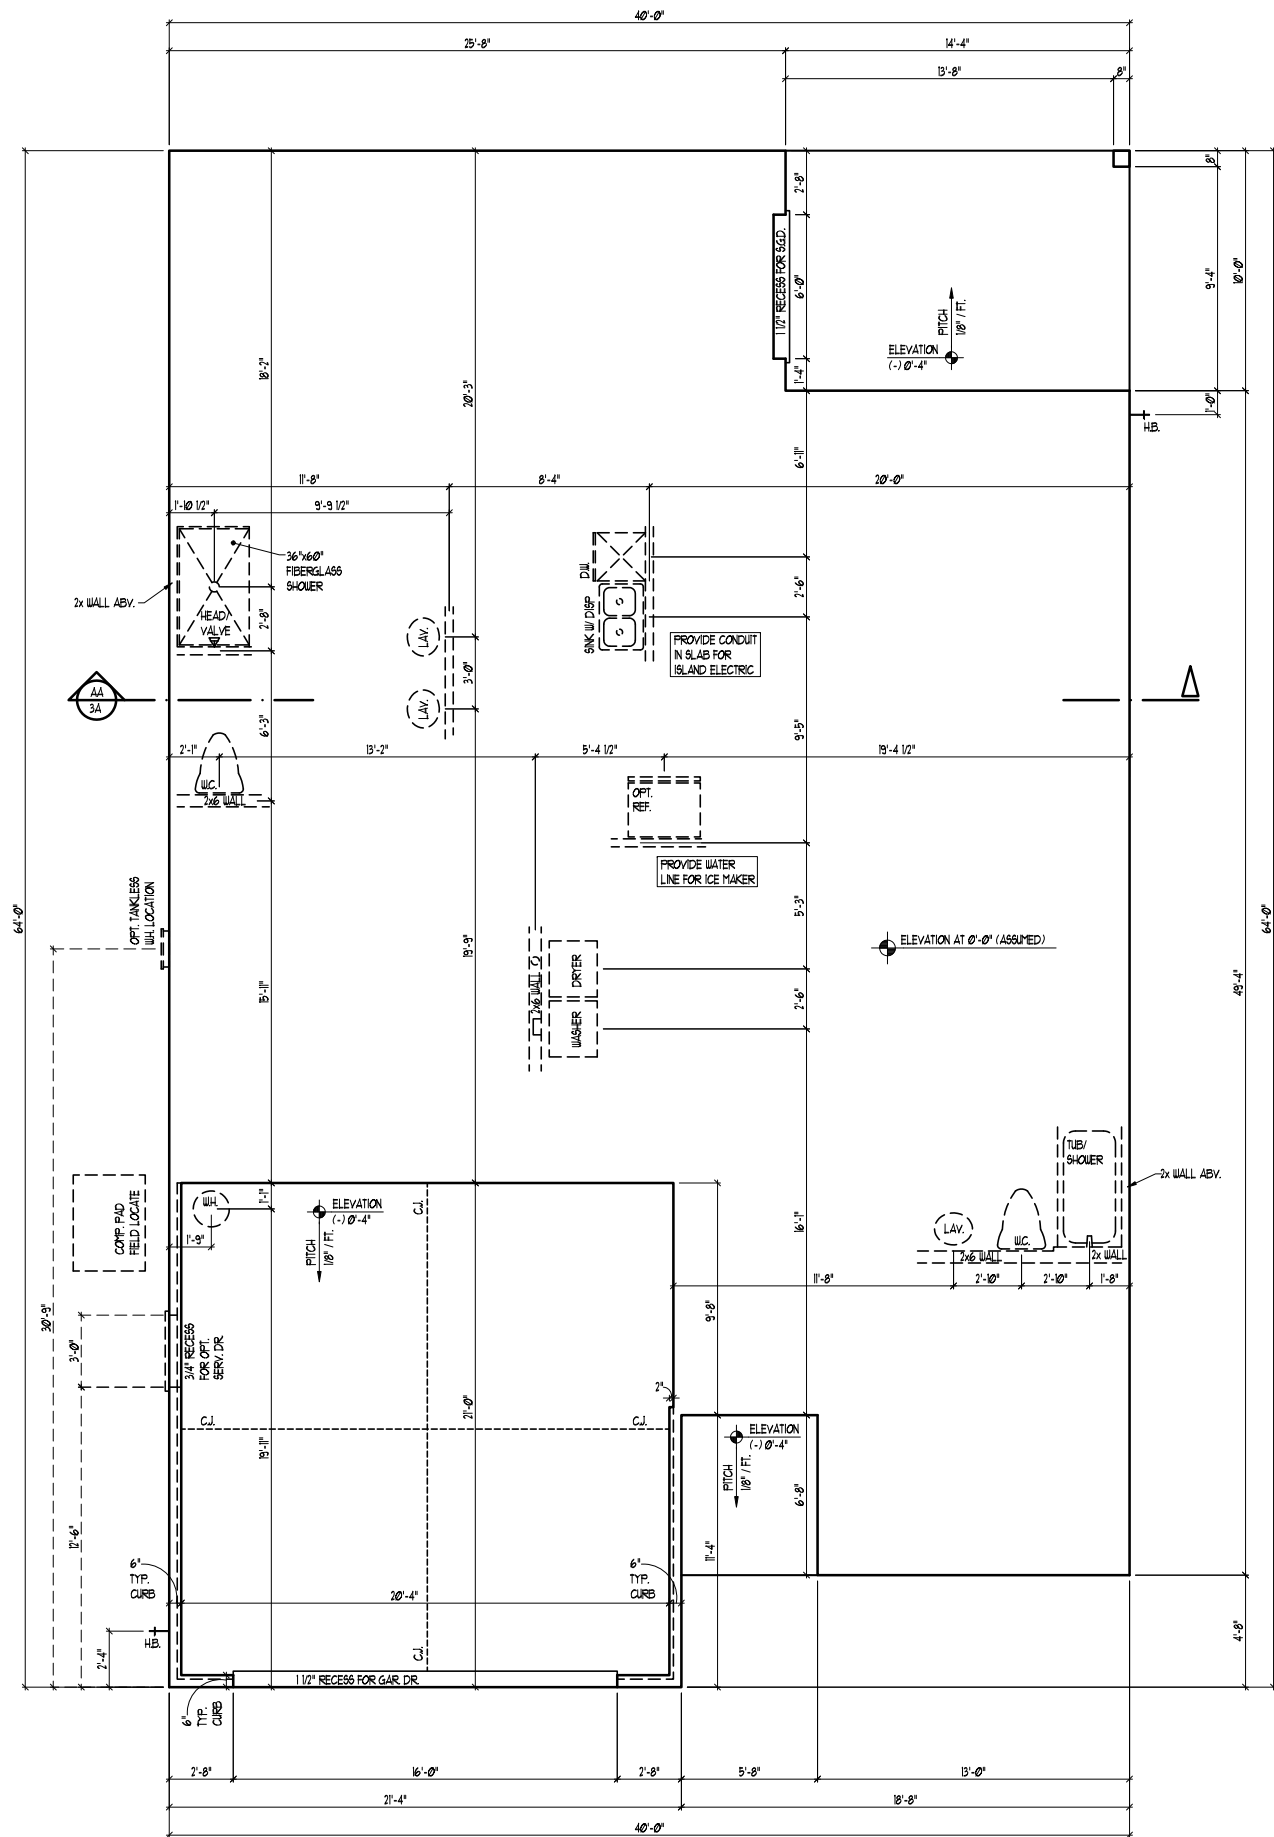 40'-0"
25'-8"
14'-4"
13'-8"
8"
8"
2'-8"
1 1/2" RECESS FOR S.G.D.
6'-0"
9'-4"
10'-0"
PITCH
1/8" / FT.
ELEVATION
(-) 0'-4"
18'-2"
20'-3"
1'-4"
1'-0"
H.B.
6'-11"
11'-8"
8'-4"
20'-0"
1'-10 1/2"
9'-9 1/2"
36"x60"
FIBERGLASS
SHOWER
2x WALL ABV.
HEAD/
VALVE
2'-8"
D.W.
SINK W/ DISP
2'-6"
LAV.
PROVIDE CONDUIT
IN SLAB FOR
ISLAND ELECTRIC
3'-0"
LAV.
AA
3A
6'-3"
9'-5"
2'-1"
13'-2"
5'-4 1/2"
19'-4 1/2"
W.C.
2x6 WALL
OPT.
REF.
PROVIDE WATER
LINE FOR ICE MAKER
OPT. TANKLESS
W.H. LOCATION
64'-0"
64'-0"
5'-3"
19'-9"
ELEVATION AT 0'-0" (ASSUMED)
2x6 WALL
DRYER
WASHER
15'-11"
2'-6"
49'-4"
TUB/
SHOWER
2x WALL ABV.
COMP. PAD
FIELD LOCATE
W.H.
1'-1"
1'-9"
ELEVATION
(-) 0'-4"
PITCH
1/8" / FT.
C.J.
16'-1"
LAV.
W.C.
2x6 WALL
2x WALL
11'-8"
2'-10"
2'-10"
1'-8"
30'-9"
3'-0"
3/4" RECESS
FOR OPT.
SERV. DR.
9'-8"
2"
C.J.
C.J.
21'-0"
19'-11"
ELEVATION
(-) 0'-4"
PITCH
1/8" / FT.
6'-8"
12'-6"
11'-4"
6"
TYP.
CURB
20'-4"
6"
TYP.
CURB
H.B.
2'-4"
C.J.
4'-8"
1 1/2" RECESS FOR GAR. DR.
6"
TYP.
CURB
2'-8"
16'-0"
2'-8"
5'-8"
13'-0"
21'-4"
18'-8"
40'-0"